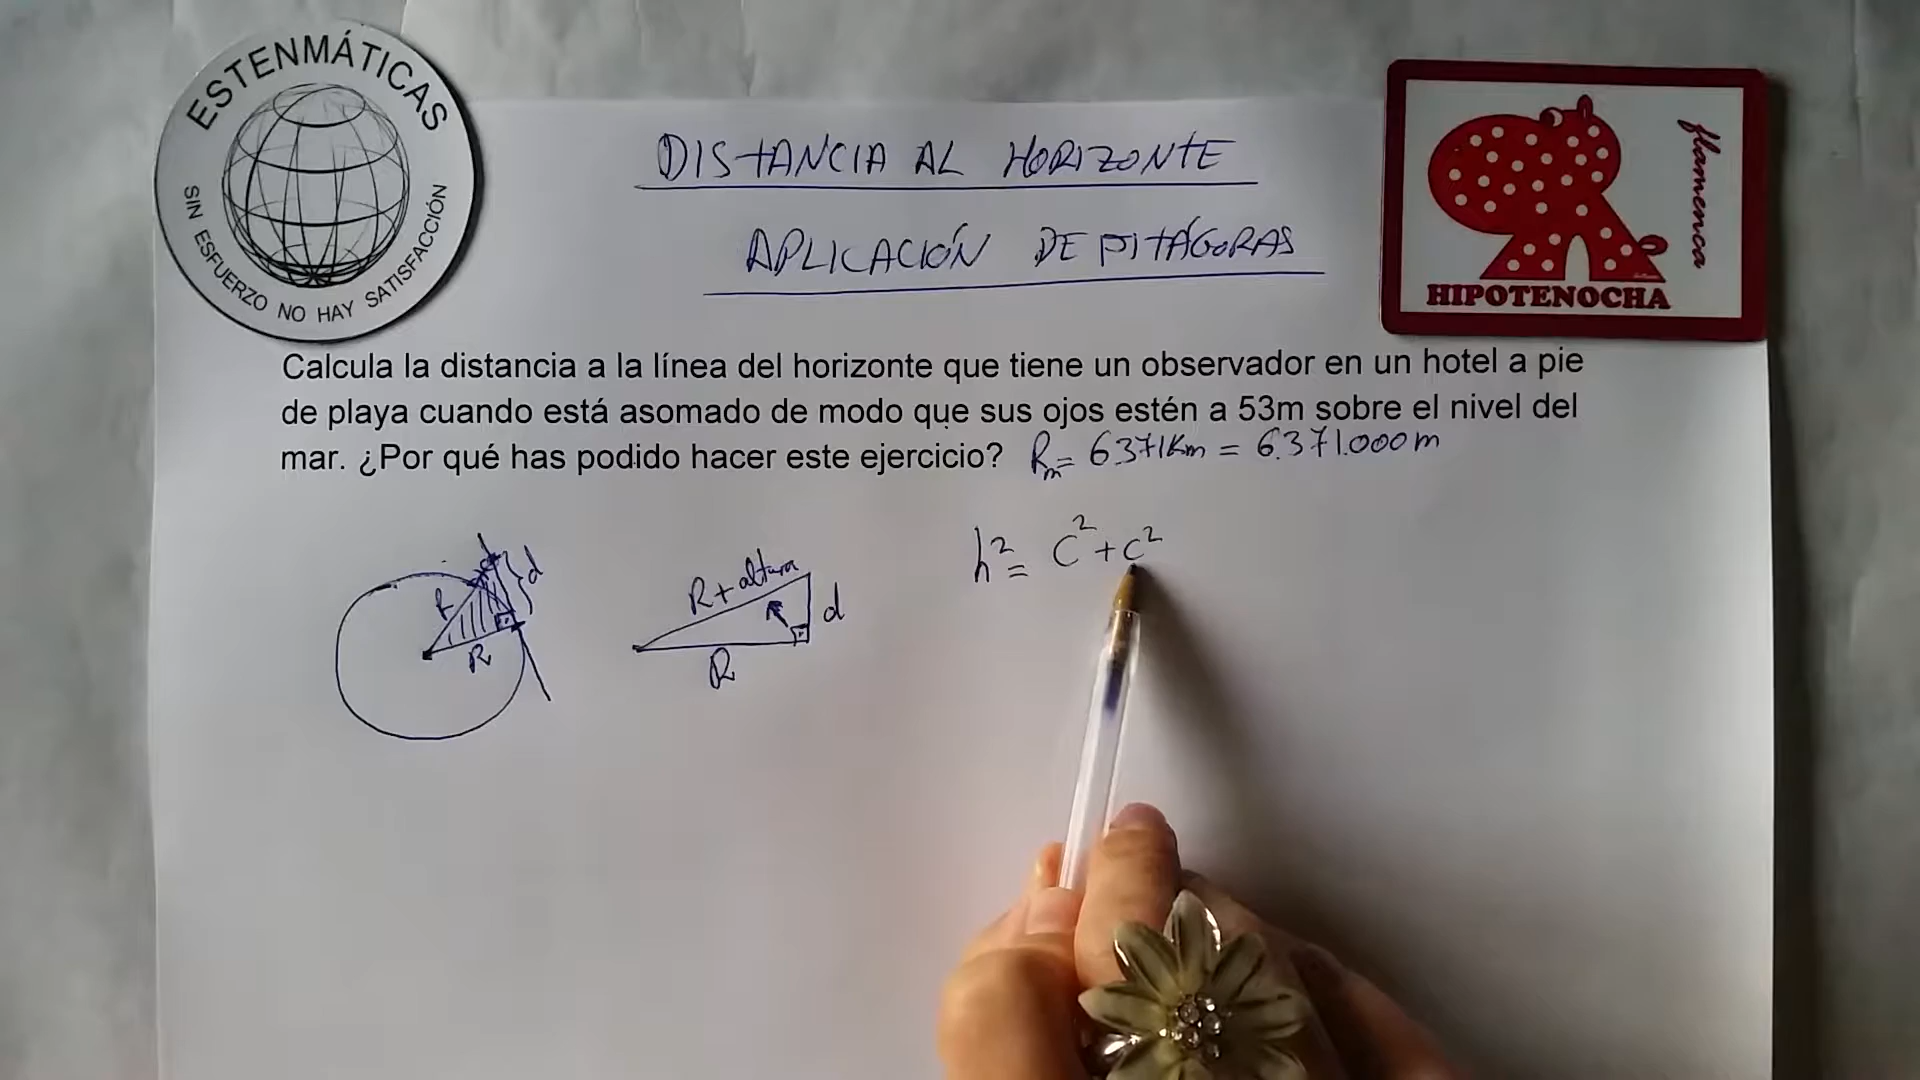 ESTENMÁTICAS
SIN ESFUERZO NO HAY SATISFACCIÓN
DISTANCIA AL HORIZONTE
APLICACIÓN DE PITÁGORAS
flamenca
HIPOTENOCHA
Calcula la distancia a la línea del horizonte que tiene un observador en un hotel a pie
de playa cuando está asomado de modo que sus ojos estén a 53m sobre el nivel del
mar. ¿Por qué has podido hacer este ejercicio? Rm = 6371Km = 6.371.000 m
d
R
R
R + altura
d
R
h² = C² + c²